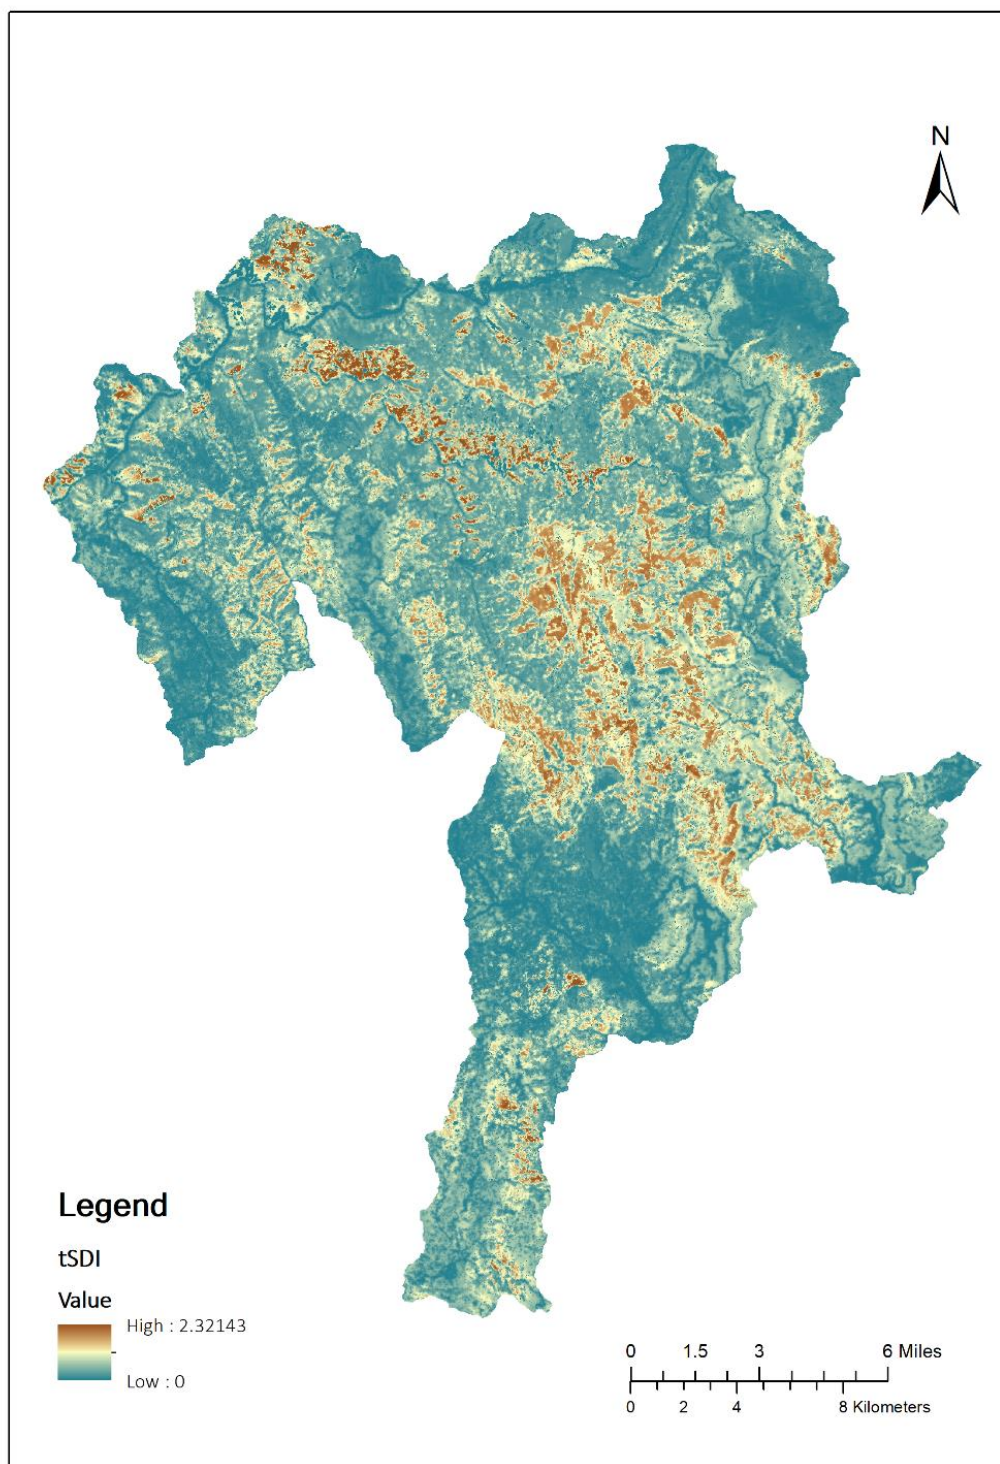 N
Legend
tSDI
Value
High : 2.32143
Low : 0
0 1.5 3 6 Miles
0 2 4 8 Kilometers